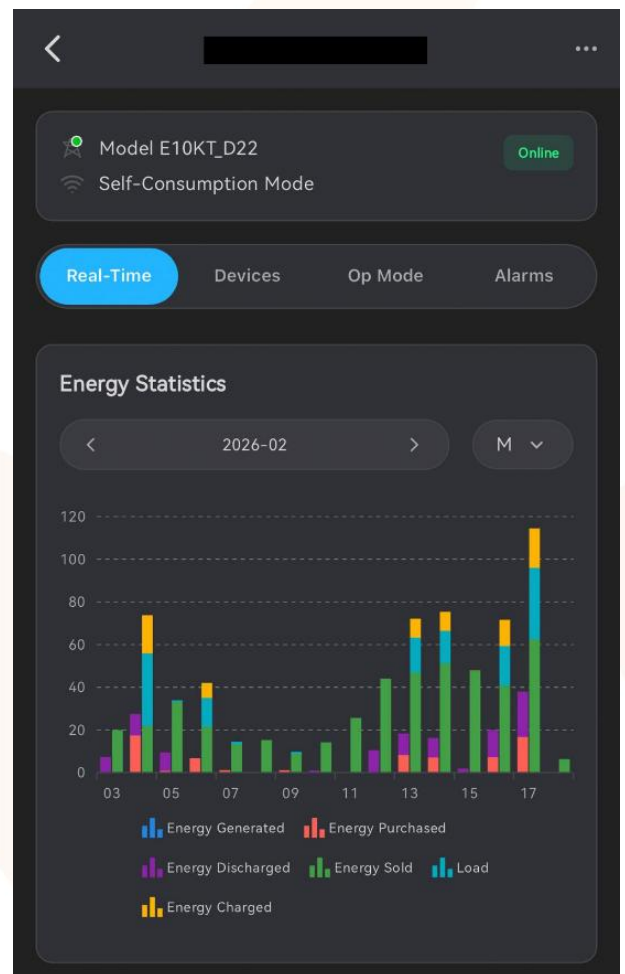 Model E10KT_D22
Online
Self-Consumption Mode
Real-Time Devices Op Mode Alarms
Energy Statistics
2026-02 M
120
100
80
60
40
20
0
03 05 07 09 11 13 15 17
Energy Generated Energy Purchased
Energy Discharged Energy Sold Load
Energy Charged